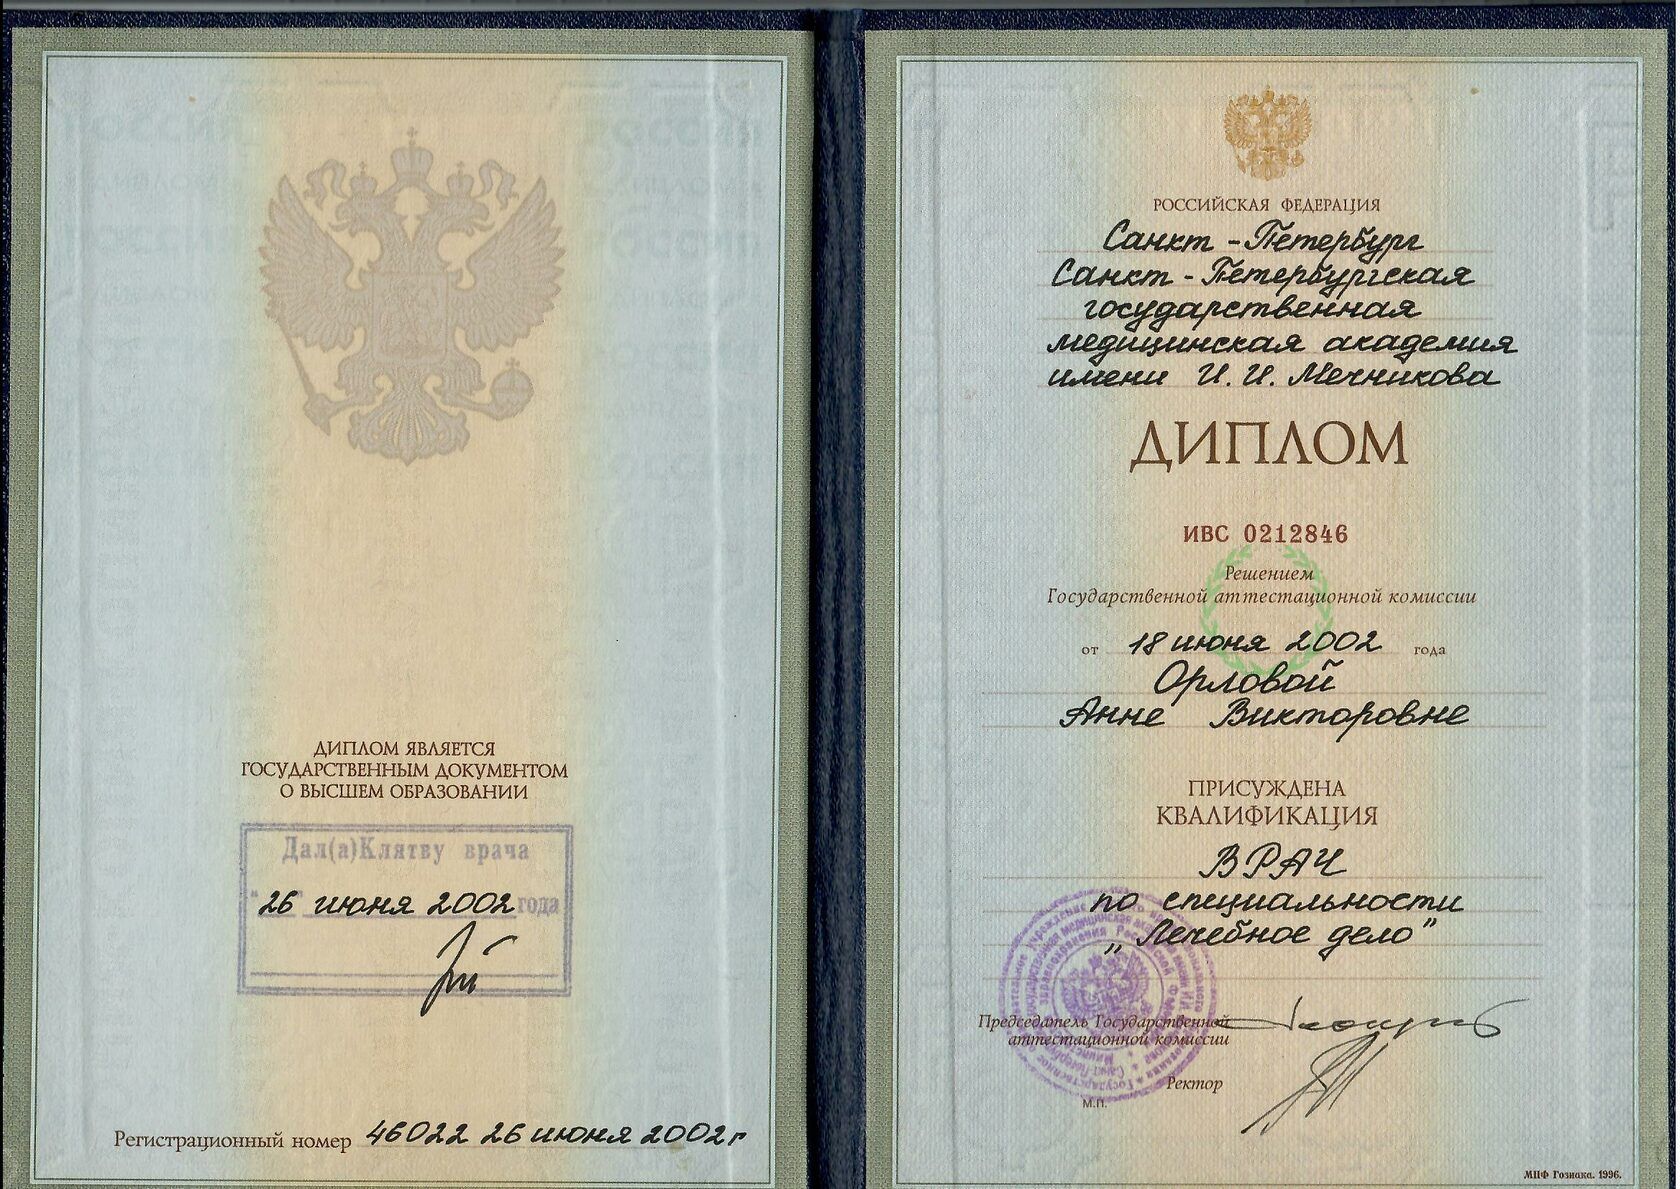 ДИПЛОМ ЯВЛЯЕТСЯ
ГОСУДАРСТВЕННЫМ ДОКУМЕНТОМ
О ВЫСШЕМ ОБРАЗОВАНИИ
Дал(а)Клятву врача
"26 июня 2002 года
Регистрационный номер 46022 26 июня 2002 г
РОССИЙСКАЯ ФЕДЕРАЦИЯ
Санкт-Петербург
Санкт-Петербургская
государственная
медицинская академия
имени И. И. Мечникова
ДИПЛОМ
ИВС 0212846
Решением
Государственной аттестационной комиссии
от 18 июня 2002 года
Орловой
Анне Викторовне
ПРИСУЖДЕНА
КВАЛИФИКАЦИЯ
ВРАЧ
по специальности
„Лечебное дело"
Председатель Государственной
аттестационной комиссии
Ректор
М.П.
МПФ Гознака. 1996.